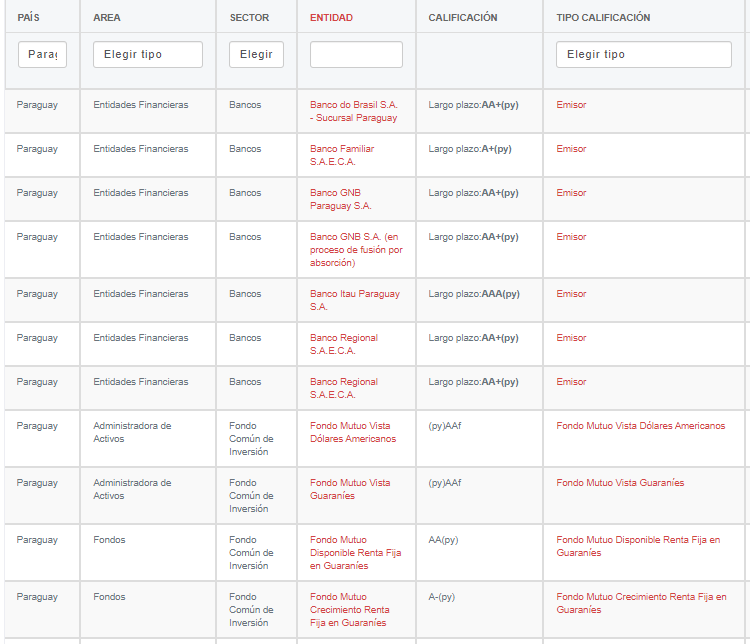 PAÍS AREA SECTOR ENTIDAD CALIFICACIÓN TIPO CALIFICACIÓN
Elegir tipo Elegir Elegir tipo
Paraguay Entidades Financieras Bancos Banco do Brasil S.A. Largo plazo:AA+(py) Emisor
- Sucursal Paraguay
Paraguay Entidades Financieras Bancos Banco Familiar Largo plazo:A+(py) Emisor
S.A.E.C.A.
Paraguay Entidades Financieras Bancos Banco GNB Largo plazo:AA+(py) Emisor
Paraguay S.A.
Paraguay Entidades Financieras Bancos Banco GNB S.A. (en Largo plazo:AA+(py) Emisor
proceso de fusión por
absorción)
Paraguay Entidades Financieras Bancos Banco Itau Paraguay Largo plazo:AAA(py) Emisor
S.A.
Paraguay Entidades Financieras Bancos Banco Regional Largo plazo:AA+(py) Emisor
S.A.E.C.A.
Paraguay Entidades Financieras Bancos Banco Regional Largo plazo:AA+(py) Emisor
S.A.E.C.A.
Paraguay Administradora de Fondo Fondo Mutuo Vista (py)AAf Fondo Mutuo Vista Dólares Americanos
Activos Común de Dólares Americanos
Inversión
Paraguay Administradora de Fondo Fondo Mutuo Vista (py)AAf Fondo Mutuo Vista Guaraníes
Activos Común de Guaraníes
Inversión
Paraguay Fondos Fondo Fondo Mutuo AA(py) Fondo Mutuo Disponible Renta Fija en
Común de Disponible Renta Fija Guaraníes
Inversión en Guaraníes
Paraguay Fondos Fondo Fondo Mutuo A-(py) Fondo Mutuo Crecimiento Renta Fija en
Común de Crecimiento Renta Guaraníes
Inversión Fija en Guaraníes